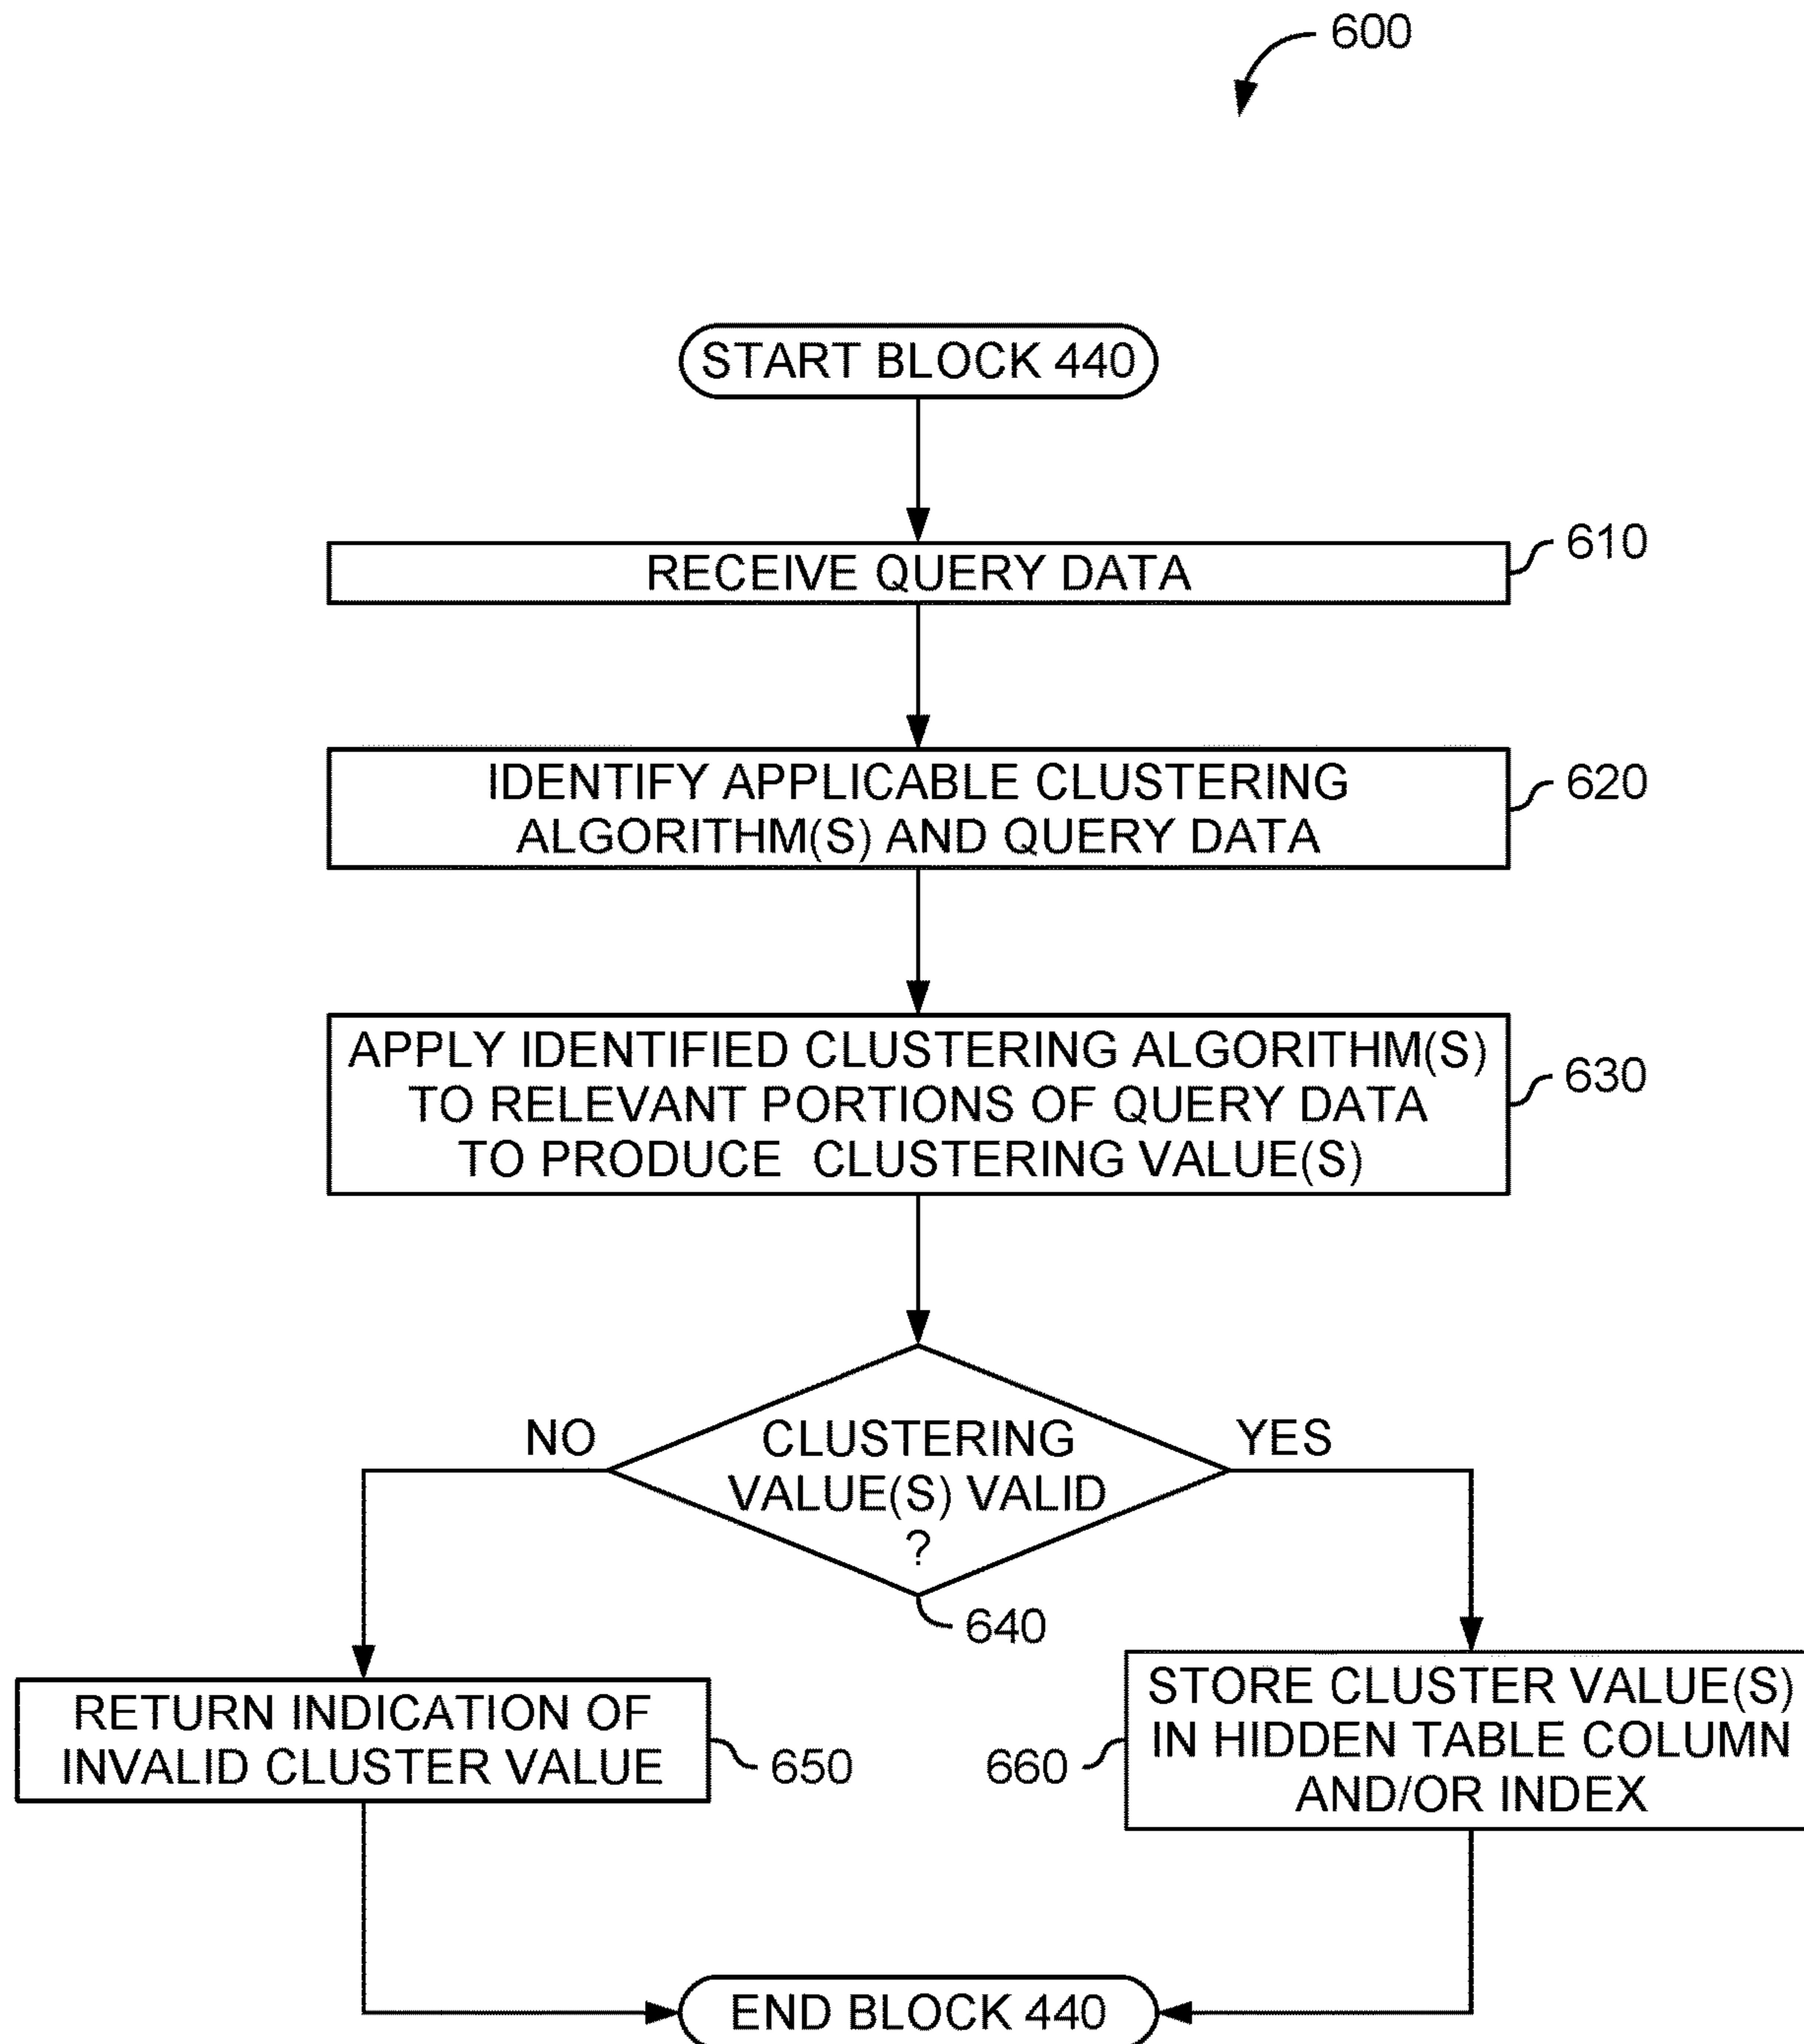 600
START BLOCK 440
RECEIVE QUERY DATA
610
IDENTIFY APPLICABLE CLUSTERING
ALGORITHM(S) AND QUERY DATA
620
APPLY IDENTIFIED CLUSTERING ALGORITHM(S)
TO RELEVANT PORTIONS OF QUERY DATA
TO PRODUCE CLUSTERING VALUE(S)
630
NO
CLUSTERING
VALUE(S) VALID
?
YES
640
RETURN INDICATION OF
INVALID CLUSTER VALUE
650
660
STORE CLUSTER VALUE(S)
IN HIDDEN TABLE COLUMN
AND/OR INDEX
END BLOCK 440